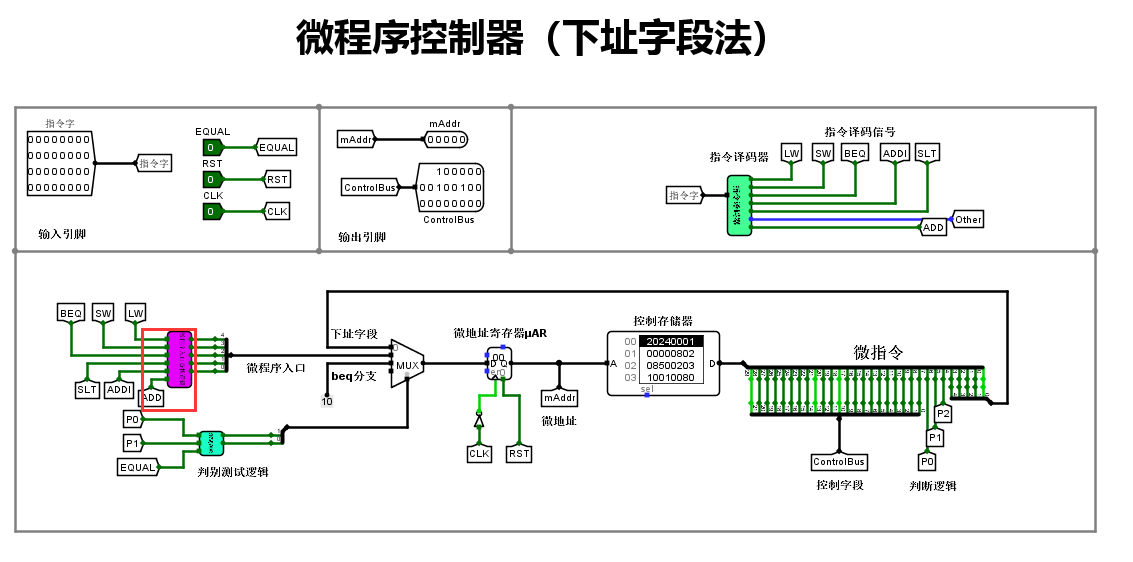 微程序控制器（下址字段法）
指令字
00000000
00000000
00000000
00000000
指令字
EQUAL
0
EQUAL
RST
0
RST
CLK
0
CLK
输入引脚
mAddr
mAddr
00000
ControlBus
100000
00100100
00000000
ControlBus
输出引脚
指令译码信号
指令译码器
LW
SW
BEQ
ADDI
SLT
指令字
Other
ADD
BEQ
SW
LW
SLT
ADDI
ADD
微程序入口
P0
P1
EQUAL
判别测试逻辑
下址字段
beq分支
10
MUX
微地址寄存器μAR
00
D Q
en0
CLK
RST
mAddr
微地址
控制存储器
A
D
00 20240001
01 00000802
02 08500203
03 10010080
sel
微指令
ControlBus
控制字段
P2
P1
P0
判断逻辑